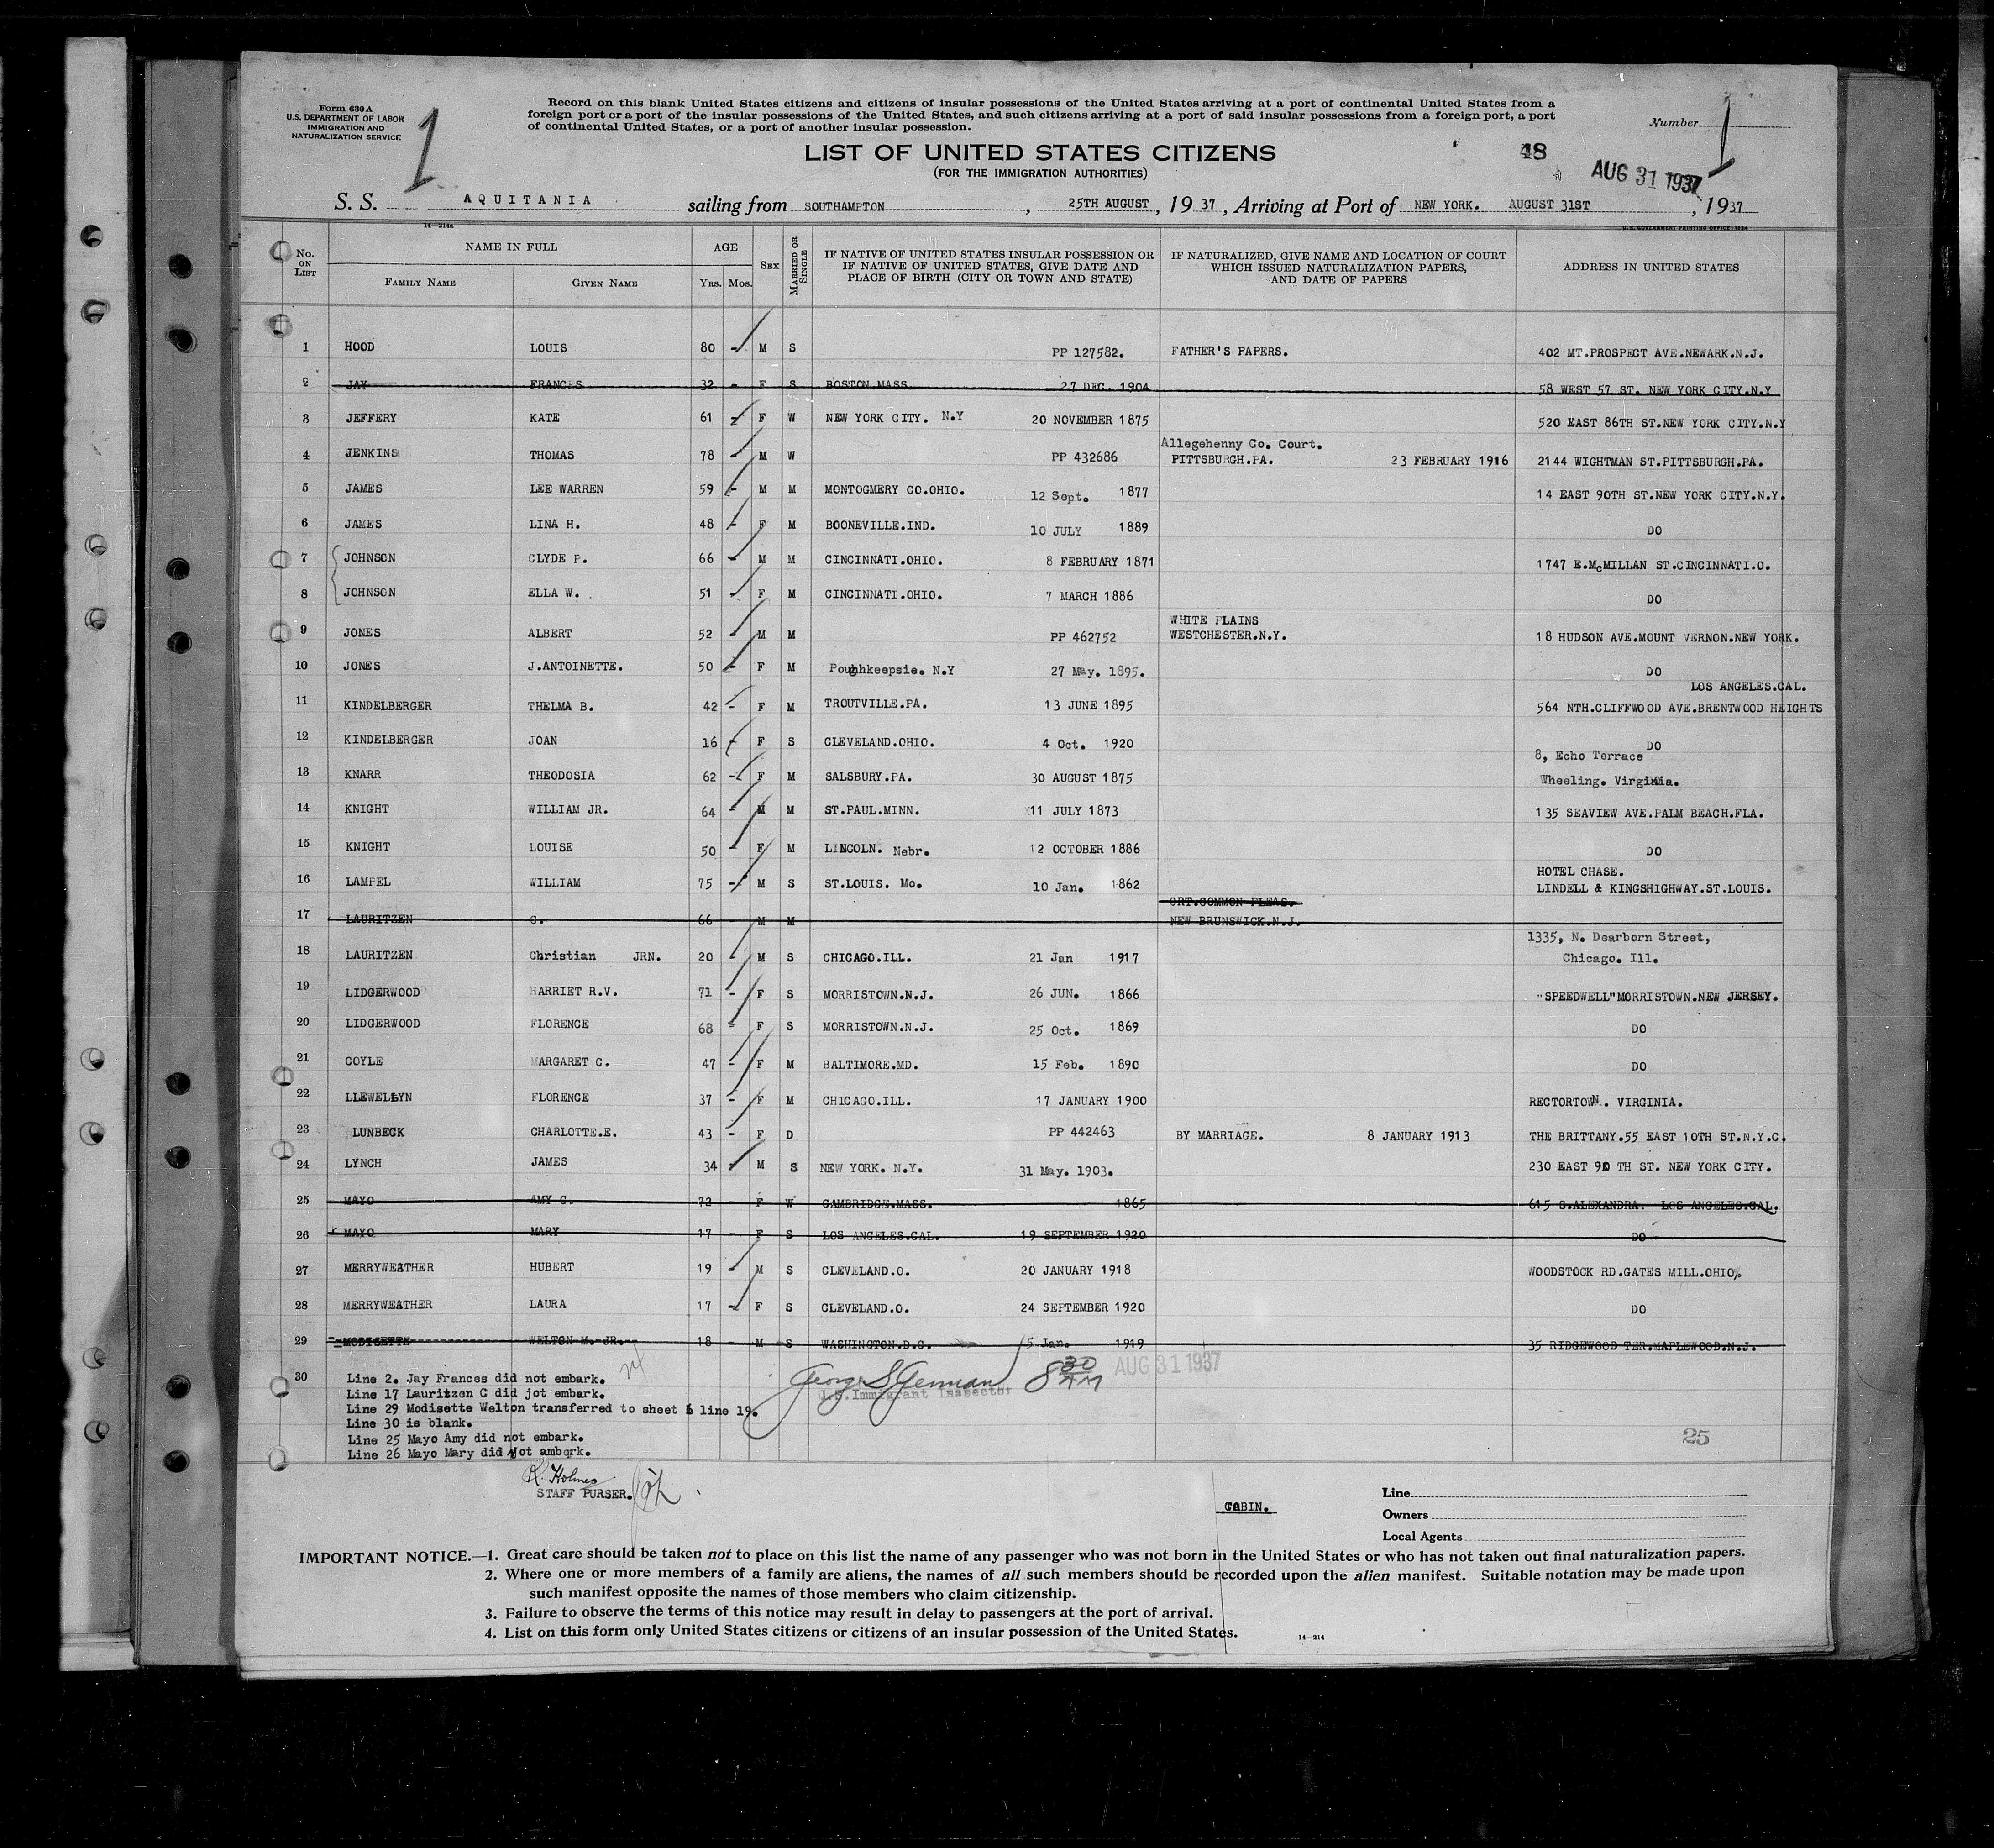 Form 630 A
U.S. DEPARTMENT OF LABOR
IMMIGRATION AND
NATURALIZATION SERVICE
1
Record on this blank United States citizens and citizens of insular possessions of the United States arriving at a port of continental United States from a
foreign port or a port of the insular possessions of the United States, and such citizens arriving at a port of said insular possessions from a foreign port, a port
of continental United States, or a port of another insular possession.
Number 1
LIST OF UNITED STATES CITIZENS
(FOR THE IMMIGRATION AUTHORITIES)
48
AUG 31 1937
S. S. AQUITANIA sailing from SOUTHAMPTON, 25TH AUGUST, 19 37, Arriving at Port of NEW YORK. AUGUST 31ST, 1937
14—214a
U.S. GOVERNMENT PRINTING OFFICE: 1934
No. ON LIST NAME IN FULL FAMILY NAME GIVEN NAME AGE YRS. MOS. SEX MARRIED OR SINGLE IF NATIVE OF UNITED STATES INSULAR POSSESSION OR IF NATIVE OF UNITED STATES, GIVE DATE AND PLACE OF BIRTH (CITY OR TOWN AND STATE) IF NATURALIZED, GIVE NAME AND LOCATION OF COURT WHICH ISSUED NATURALIZATION PAPERS, AND DATE OF PAPERS ADDRESS IN UNITED STATES
1 HOOD LOUIS 80 - M S PP 127582. FATHER'S PAPERS. 402 MT.PROSPECT AVE.NEWARK.N.J.
2 JAY FRANCES 32 - F S BOSTON.MASS. 27 DEC. 1904 58 WEST 57 ST. NEW YORK CITY.N.Y
3 JEFFERY KATE 61 - F W NEW YORK CITY. N.Y 20 NOVEMBER 1875 520 EAST 86TH ST.NEW YORK CITY.N.Y
4 JENKINS THOMAS 78 - M W PP 432686 Allegehenny Co. Court. PITTSBURGH.PA. 23 FEBRUARY 1916 2144 WIGHTMAN ST.PITTSBURGH.PA.
5 JAMES LEE WARREN 59 - M M MONTOGMERY CO.OHIO. 12 Sept. 1877 14 EAST 90TH ST.NEW YORK CITY.N.Y.
6 JAMES LINA H. 48 - F M BOONEVILLE.IND. 10 JULY 1889 DO
7 JOHNSON CLYDE P. 66 - M M CINCINNATI.OHIO. 8 FEBRUARY 1871 1747 E.McMILLAN ST.CINCINNATI.O.
8 JOHNSON ELLA W. 51 - F M CINCINNATI.OHIO. 7 MARCH 1886 DO
9 JONES ALBERT 52 - M M PP 462752 WHITE PLAINS WESTCHESTER.N.Y. 18 HUDSON AVE.MOUNT VERNON.NEW YORK.
10 JONES J.ANTOINETTE. 50 - F M Poughkeepsie. N.Y 27 May. 1895. DO
11 KINDELBERGER THELMA B. 42 - F M TROUTVILLE.PA. 13 JUNE 1895 LOS ANGELES.CAL. 564 NTH.CLIFFWOOD AVE.BRENTWOOD HEIGHTS
12 KINDELBERGER JOAN 16 - F S CLEVELAND.OHIO. 4 Oct. 1920 DO
13 KNARR THEODOSIA 62 - F M SALSBURY.PA. 30 AUGUST 1875 8, Echo Terrace Wheeling. Virginia.
14 KNIGHT WILLIAM JR. 64 - M M ST.PAUL.MINN. 11 JULY 1873 135 SEAVIEW AVE.PALM BEACH.FLA.
15 KNIGHT LOUISE 50 - F M LINCOLN. Nebr. 12 OCTOBER 1886 DO
16 LAMPEL WILLIAM 75 - M S ST.LOUIS. Mo. 10 Jan. 1862 HOTEL CHASE. LINDELL & KINGSHIGHWAY.ST.LOUIS.
17 LAURITZEN C. 66 M M CRT.COMMON PLEAS. NEW BRUNSWICK.N.J.
18 LAURITZEN Christian JRN. 20 - M S CHICAGO.ILL. 21 Jan 1917 1335, N. Dearborn Street, Chicago. Ill.
19 LIDGERWOOD HARRIET R.V. 71 - F S MORRISTOWN.N.J. 26 JUN. 1866 "SPEEDWELL"MORRISTOWN.NEW JERSEY.
20 LIDGERWOOD FLORENCE 68 - F S MORRISTOWN.N.J. 25 Oct. 1869 DO
21 COYLE MARGARET C. 47 - F M BALTIMORE.MD. 15 Feb. 1890 DO
22 LLEWELLYN FLORENCE 37 - F M CHICAGO.ILL. 17 JANUARY 1900 RECTORTOWN. VIRGINIA.
23 LUNBECK CHARLOTTE.E. 43 - F D PP 442463 BY MARRIAGE. 8 JANUARY 1913 THE BRITTANY.55 EAST 10TH ST.N.Y.C.
24 LYNCH JAMES 34 - M S NEW YORK. N.Y. 31 May. 1903. 230 EAST 90 TH ST. NEW YORK CITY.
25 MAYO AMY C. 72 - F W CAMBRIDGE.MASS. 1865 615 S.ALEXANDRA. LOS ANGELES.CAL.
26 MAYO MARY 17 - F S LOS ANGELES.CAL. 19 SEPTEMBER 1920 DO
27 MERRYWEATHER HUBERT 19 - M S CLEVELAND.O. 20 JANUARY 1918 WOODSTOCK RD.GATES MILL.OHIO.
28 MERRYWEATHER LAURA 17 - F S CLEVELAND.O. 24 SEPTEMBER 1920 DO
29 MODISETTE WELTON M. JR. 18 - M S WASHINGTON.D.C. 5 Jan. 1919 35 RIDGEWOOD TER.MAPLEWOOD.N.J.
30
Line 2. Jay Frances did not embark.
Line 17 Lauritzen C did jot embark.
Line 29 Modisette Welton transferred to sheet line 19.
Line 30 is blank.
Line 25 Mayo Amy did not embark.
Line 26 Mayo Mary did not ambark.
U.S. Immigrant Inspector
8 30 AM
AUG 31 1937
25
K. Holmes
STAFF PURSER.
CABIN.
Line
Owners
Local Agents
IMPORTANT NOTICE.—1. Great care should be taken not to place on this list the name of any passenger who was not born in the United States or who has not taken out final naturalization papers.
2. Where one or more members of a family are aliens, the names of all such members should be recorded upon the alien manifest. Suitable notation may be made upon
such manifest opposite the names of those members who claim citizenship.
3. Failure to observe the terms of this notice may result in delay to passengers at the port of arrival.
4. List on this form only United States citizens or citizens of an insular possession of the United States.
14—214